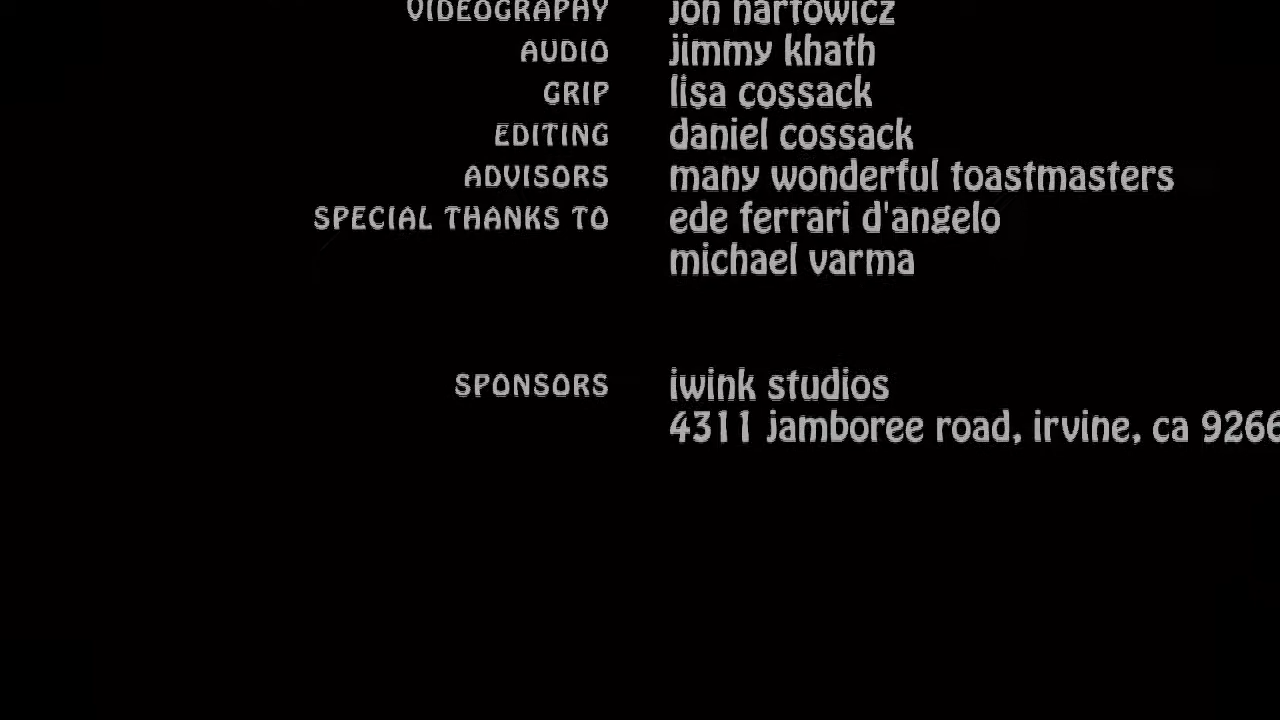 VIDEOGRAPHY jon hartowicz
AUDIO jimmy khath
GRIP lisa cossack
EDITING daniel cossack
ADVISORS many wonderful toastmasters
SPECIAL THANKS TO ede ferrari d'angelo
michael varma
SPONSORS iwink studios
4311 jamboree road, irvine, ca 9266